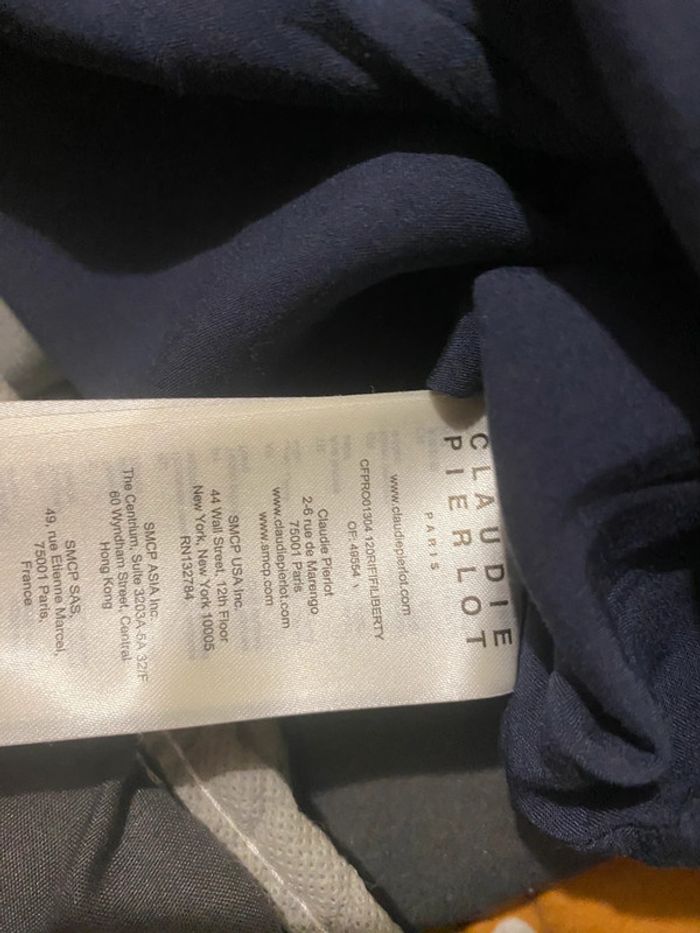 CLAUDIE
PIERLOT
PARIS
www.claudiepierlot.com
CFPRO01304 120RIFIFILIBERTY
OF: 49554
Claudie Pierlot
2-6 rue de Marengo
75001 Paris
www.claudiepierlot.com
www.smcp.com
SMCP USA Inc.
44 Wall Street, 12th Floor
New York, New York 10005
RN132784
SMCP ASIA Inc
The Centrium, Suite 3203A-5A 32/F
60 Wyndham Street, Central
Hong Kong
SMCP SAS,
49, rue Etienne Marcel,
75001 Paris,
France